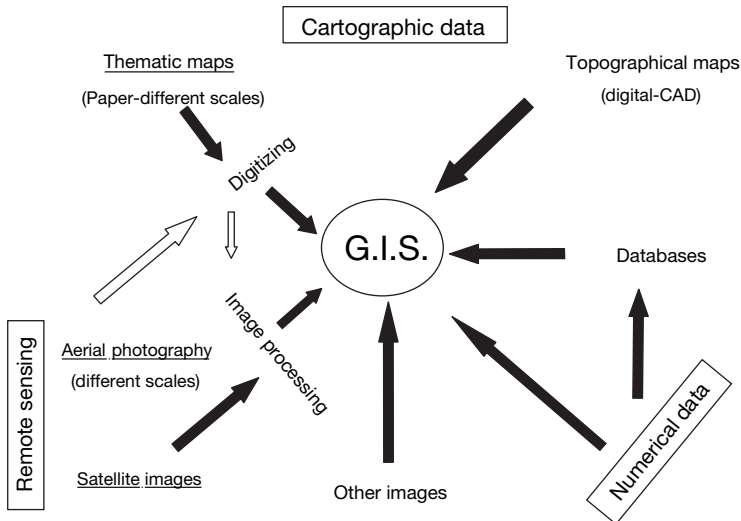 Cartographic data
Thematic maps
(Paper-different scales)
Topographical maps
(digital-CAD)
Digitizing
G.I.S.
Databases
Image processing
Remote sensing
Aerial photography
(different scales)
Satellite images
Other images
Numerical data